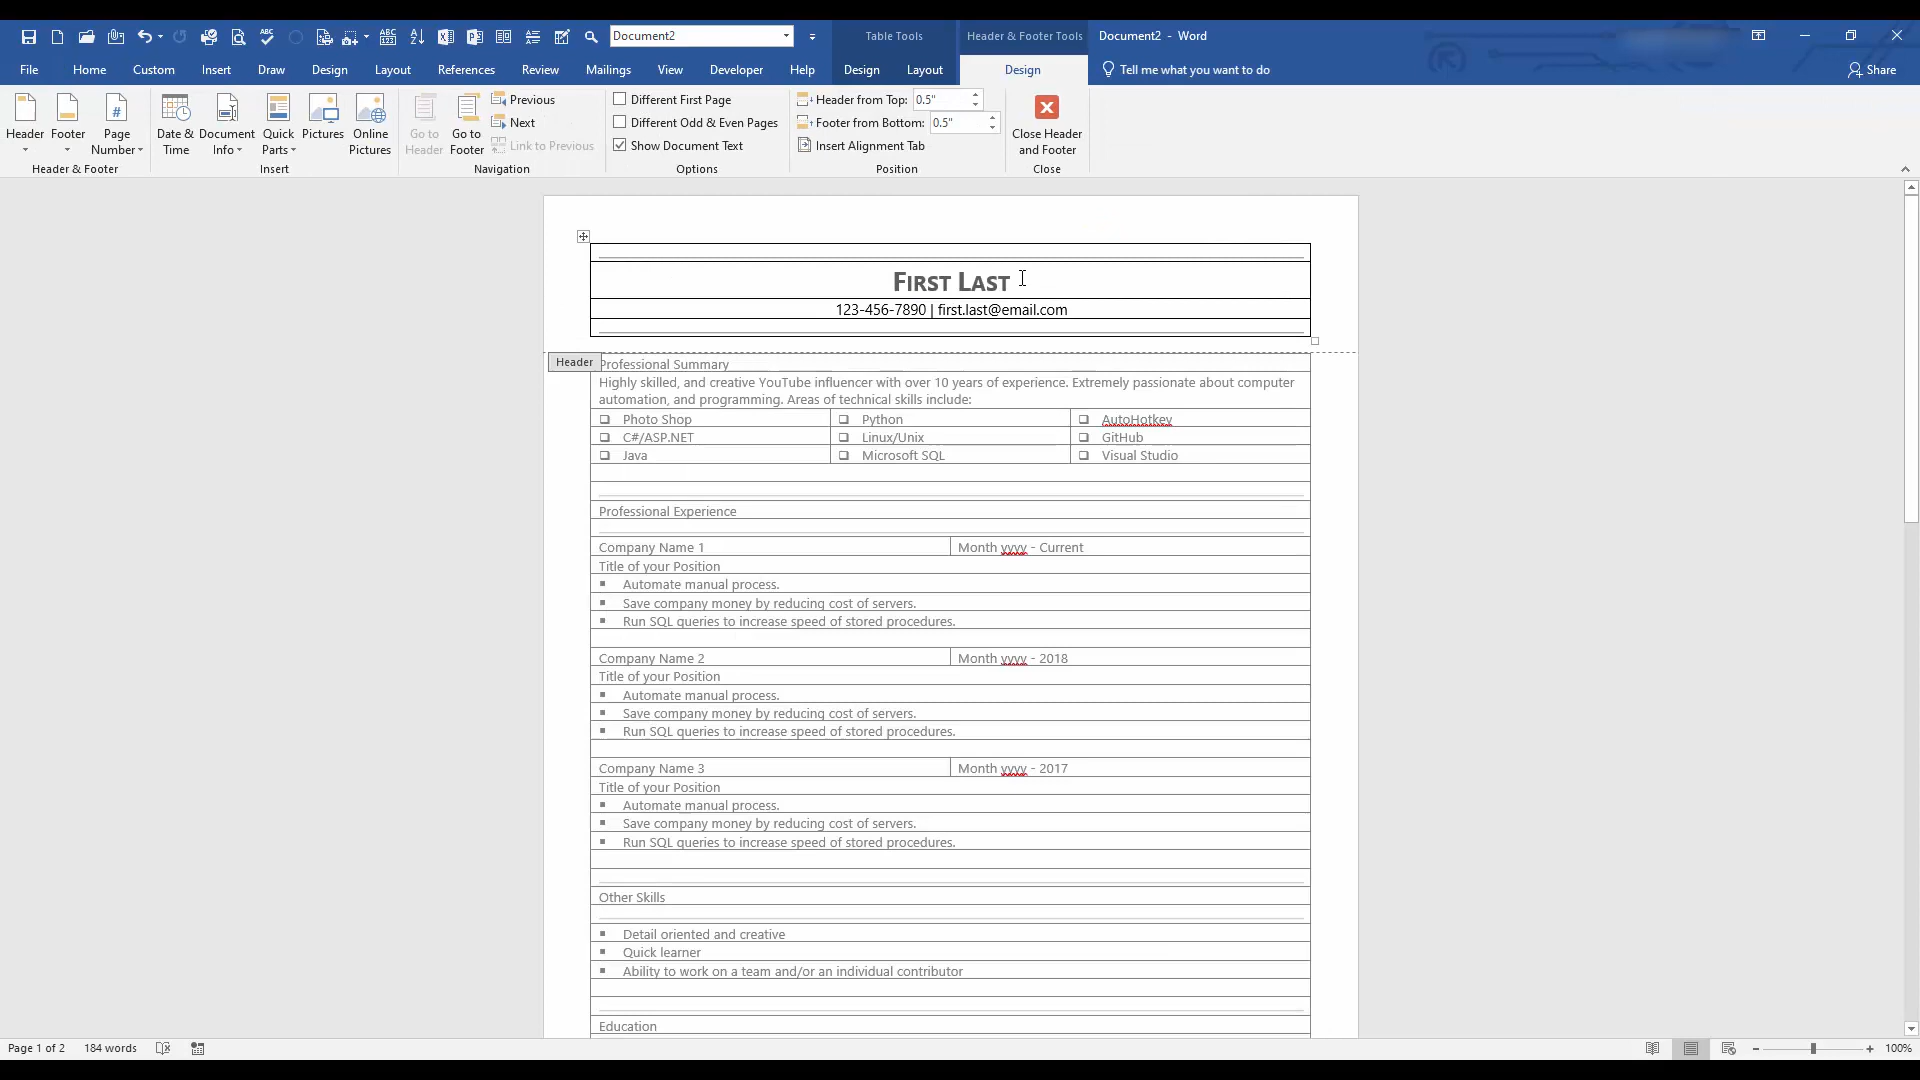 Document2
Table Tools
Header & Footer Tools
Document2 - Word
File Home Custom Insert Draw Design Layout References Review Mailings View Developer Help Design Layout Design Tell me what you want to do Share
Header Footer Page Number
Header & Footer
Date & Time Document Info Quick Parts Pictures Online Pictures
Insert
Go to Header Go to Footer
Previous
Next
Link to Previous
Navigation
Different First Page
Different Odd & Even Pages
Show Document Text
Options
Header from Top: 0.5"
Footer from Bottom: 0.5"
Insert Alignment Tab
Position
Close Header and Footer
Close
First Last
123-456-7890 | first.last@email.com
Header
Professional Summary
Highly skilled, and creative YouTube influencer with over 10 years of experience. Extremely passionate about computer
automation, and programming. Areas of technical skills include:
Photo Shop Python AutoHotkey
C#/ASP.NET Linux/Unix GitHub
Java Microsoft SQL Visual Studio
Professional Experience
Company Name 1 Month yyyy - Current
Title of your Position
Automate manual process.
Save company money by reducing cost of servers.
Run SQL queries to increase speed of stored procedures.
Company Name 2 Month yyyy - 2018
Title of your Position
Automate manual process.
Save company money by reducing cost of servers.
Run SQL queries to increase speed of stored procedures.
Company Name 3 Month yyyy - 2017
Title of your Position
Automate manual process.
Save company money by reducing cost of servers.
Run SQL queries to increase speed of stored procedures.
Other Skills
Detail oriented and creative
Quick learner
Ability to work on a team and/or an individual contributor
Education
Page 1 of 2 184 words 100%